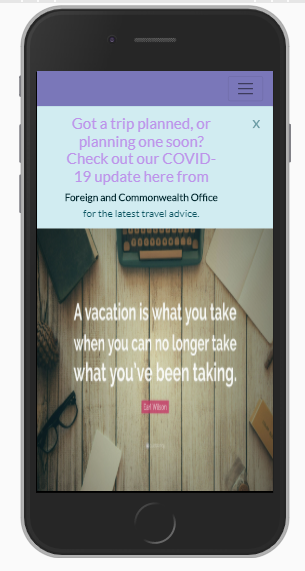 Got a trip planned, or
planning one soon?
Check out our COVID-
19 update here from
x
Foreign and Commonwealth Office
for the latest travel advice.
A vacation is what you take
when you can no longer take
what you've been taking.
Earl Wilson